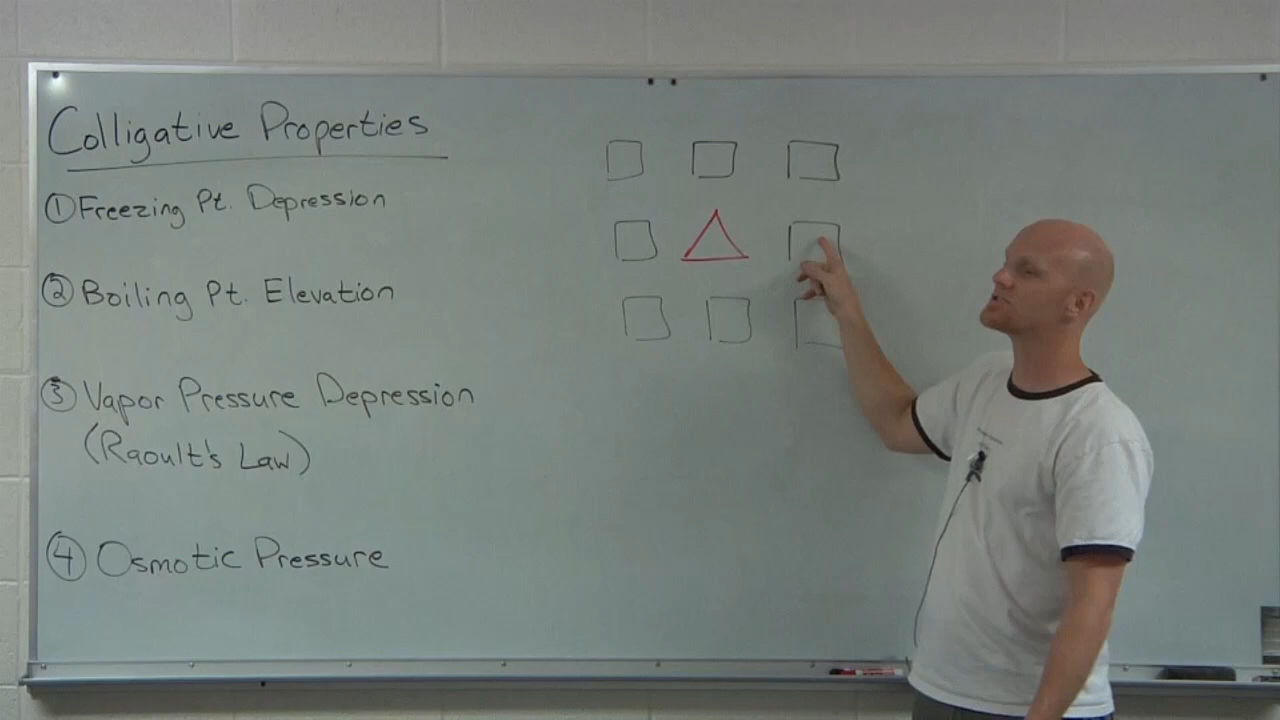 Colligative Properties
① Freezing Pt. Depression
② Boiling Pt. Elevation
③ Vapor Pressure Depression
(Raoult's Law)
④ Osmotic Pressure